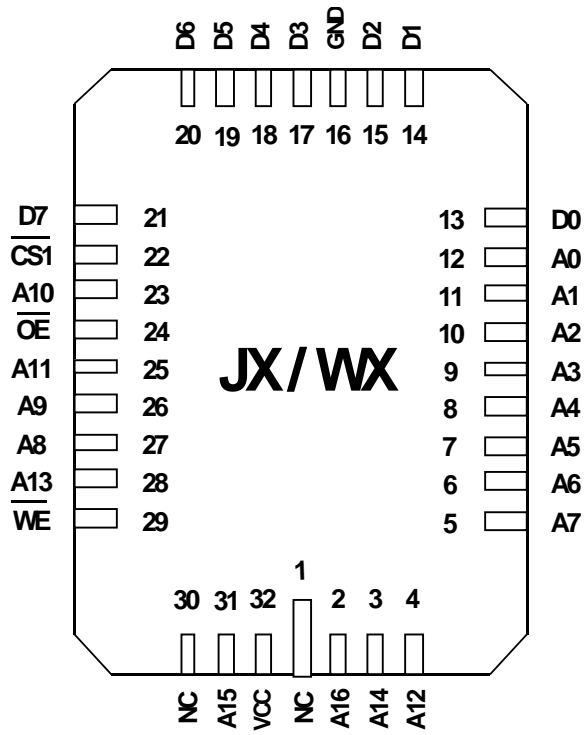 D6 D5 D4 D3 GND D2 D1
20 19 18 17 16 15 14
D7 21 13 D0
CS1 22 12 A0
A10 23 11 A1
OE 24 10 A2
A11 25 9 A3
JX/WX
A9 26 8 A4
A8 27 7 A5
A13 28 6 A6
WE 29 5 A7
1
30 31 32 2 3 4
NC A15 VCC NC A16 A14 A12